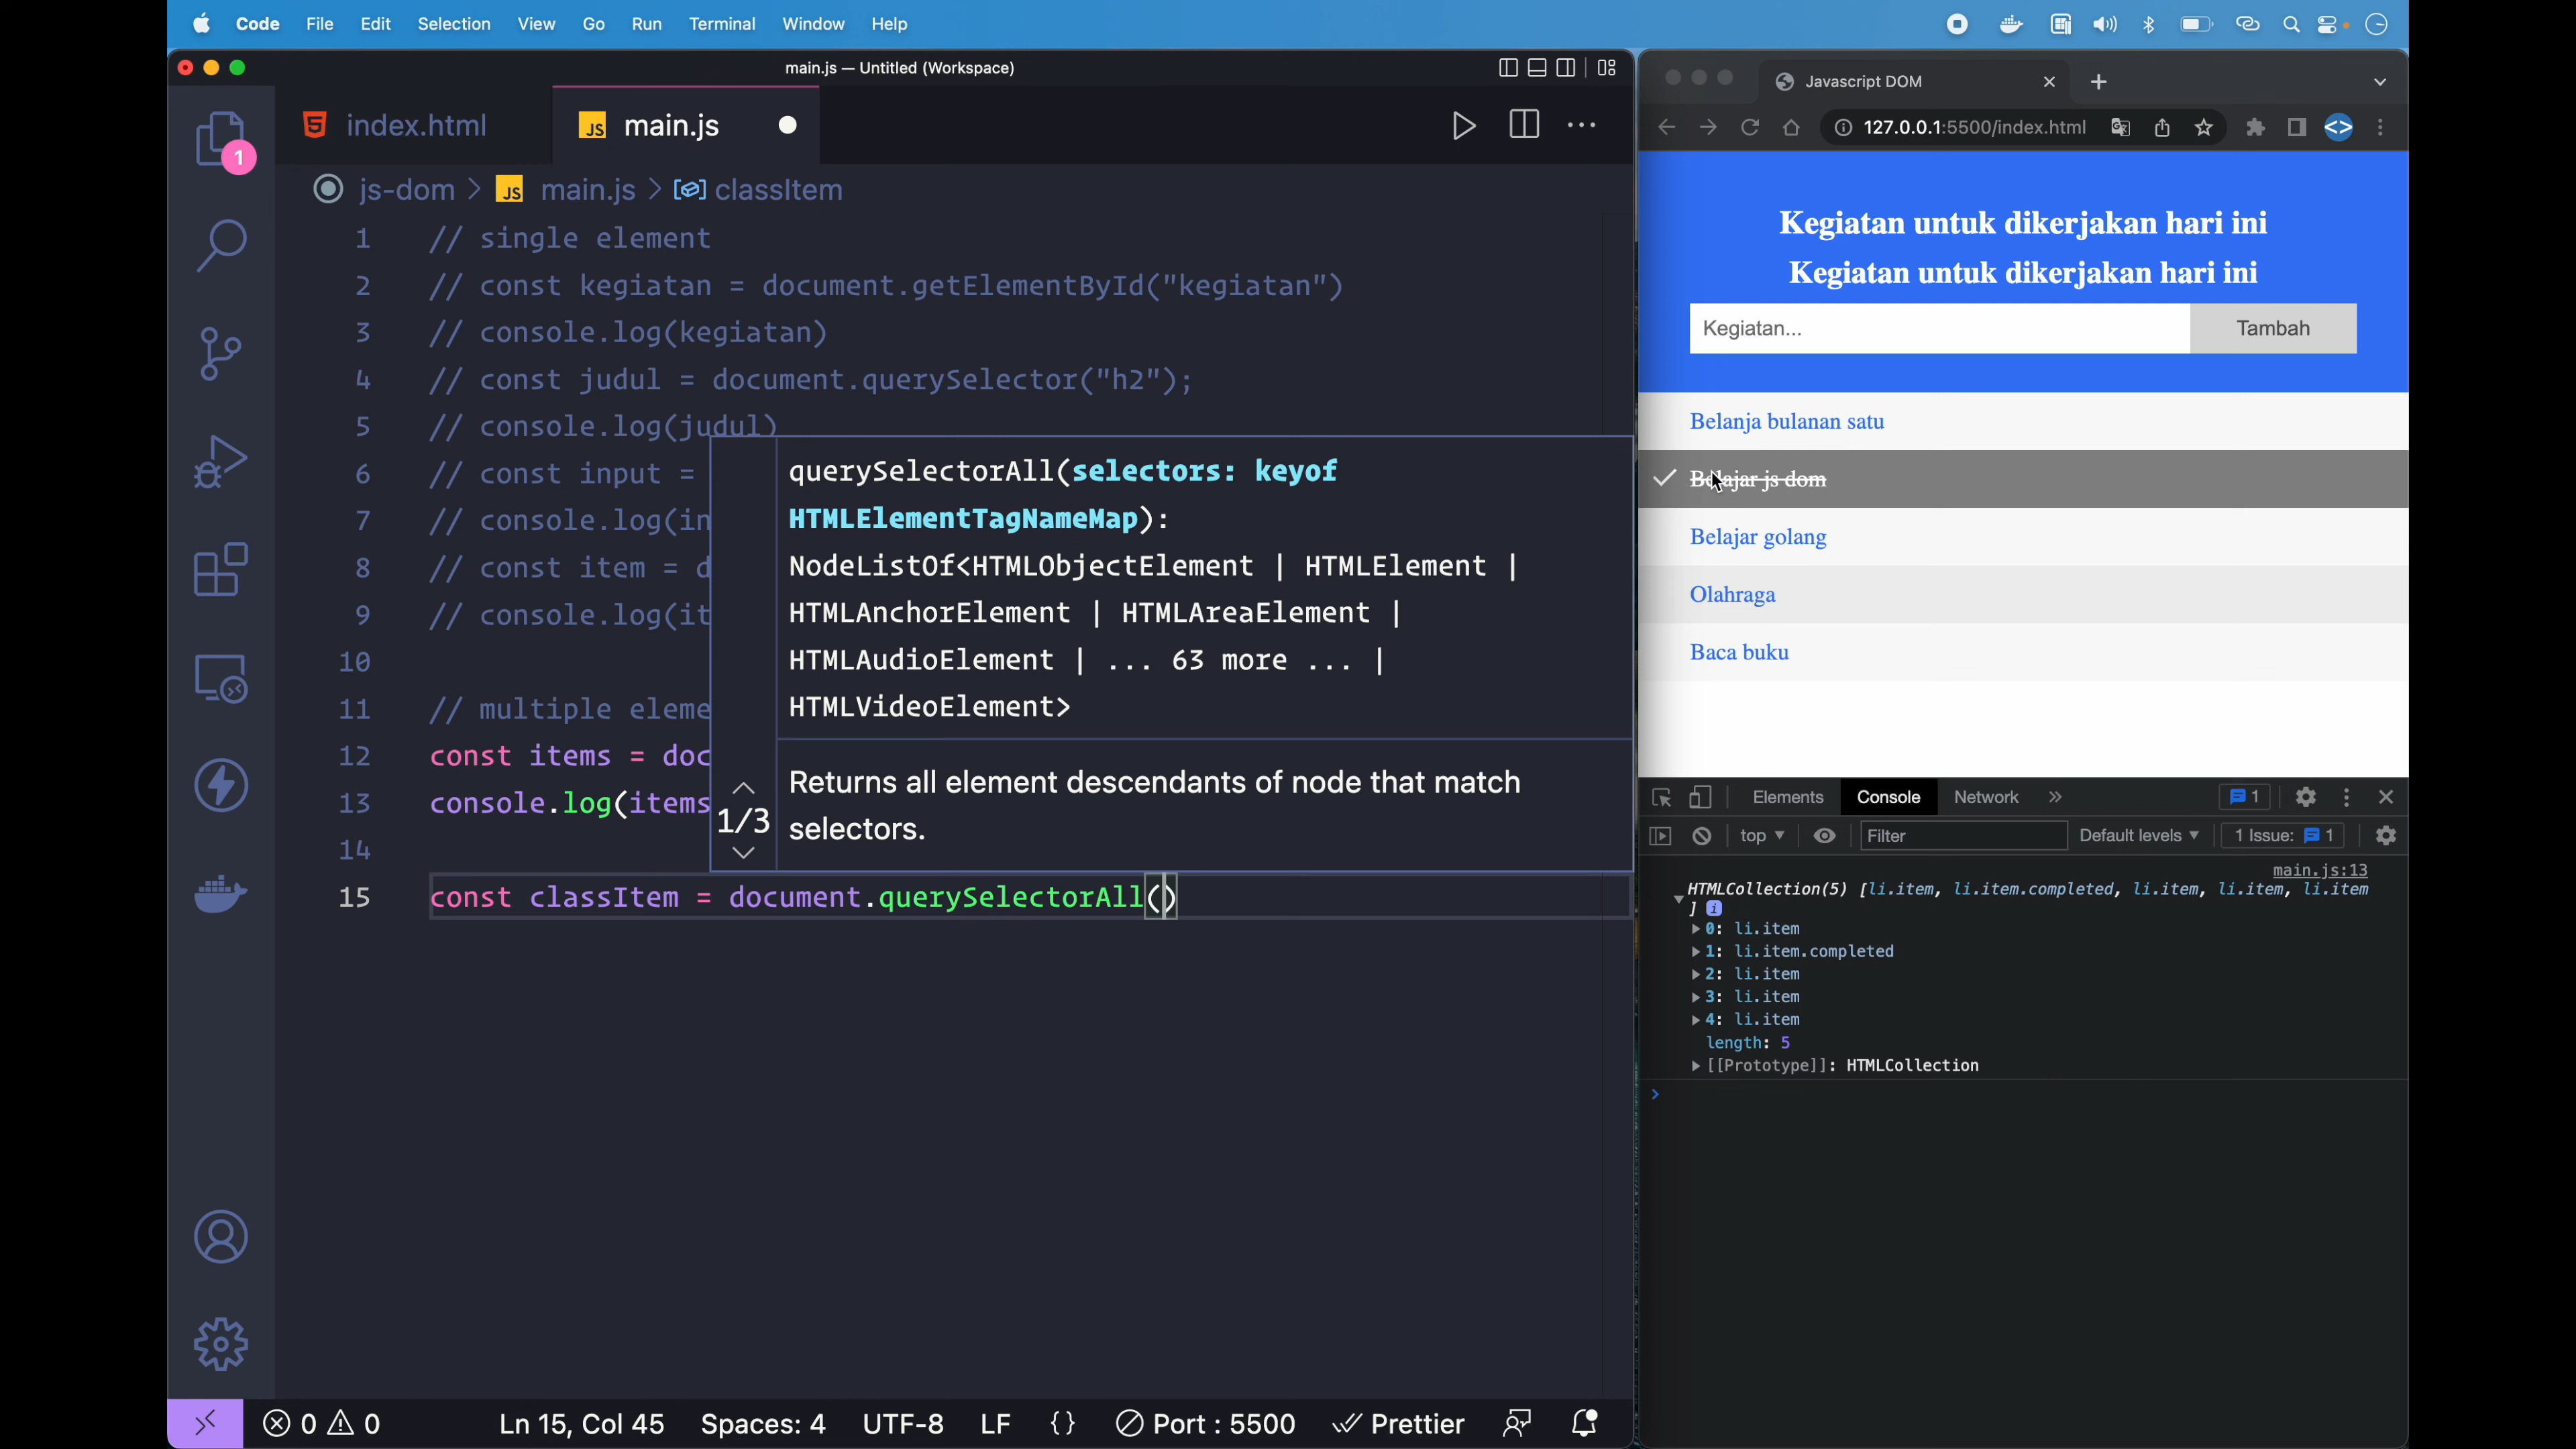 Code File Edit Selection View Go Run Terminal Window Help
main.js — Untitled (Workspace)
index.html
JS main.js
1
js-dom > JS main.js > classItem
1 // single element
2 // const kegiatan = document.getElementById("kegiatan")
3 // console.log(kegiatan)
4 // const judul = document.querySelector("h2");
5 // console.log(judul)
6 // const input =
7 // console.log(in
8 // const item = d
9 // console.log(it
10
11 // multiple eleme
12 const items = doc
13 console.log(items
14
15 const classItem = document.querySelectorAll()
querySelectorAll(selectors: keyof
HTMLElementTagNameMap):
NodeListOf<HTMLObjectElement | HTMLElement |
HTMLAnchorElement | HTMLAreaElement |
HTMLAudioElement | ... 63 more ... |
HTMLVideoElement>
1/3
Returns all element descendants of node that match
selectors.
0 0 Ln 15, Col 45 Spaces: 4 UTF-8 LF {} Port : 5500 Prettier
Javascript DOM
127.0.0.1:5500/index.html
Kegiatan untuk dikerjakan hari ini
Kegiatan untuk dikerjakan hari ini
Kegiatan... Tambah
Belanja bulanan satu
Belajar js dom
Belajar golang
Olahraga
Baca buku
Elements Console Network » 1
top Filter Default levels 1 Issue: 1
main.js:13
HTMLCollection(5) [li.item, li.item.completed, li.item, li.item, li.item
] i
0: li.item
1: li.item.completed
2: li.item
3: li.item
4: li.item
length: 5
[[Prototype]]: HTMLCollection